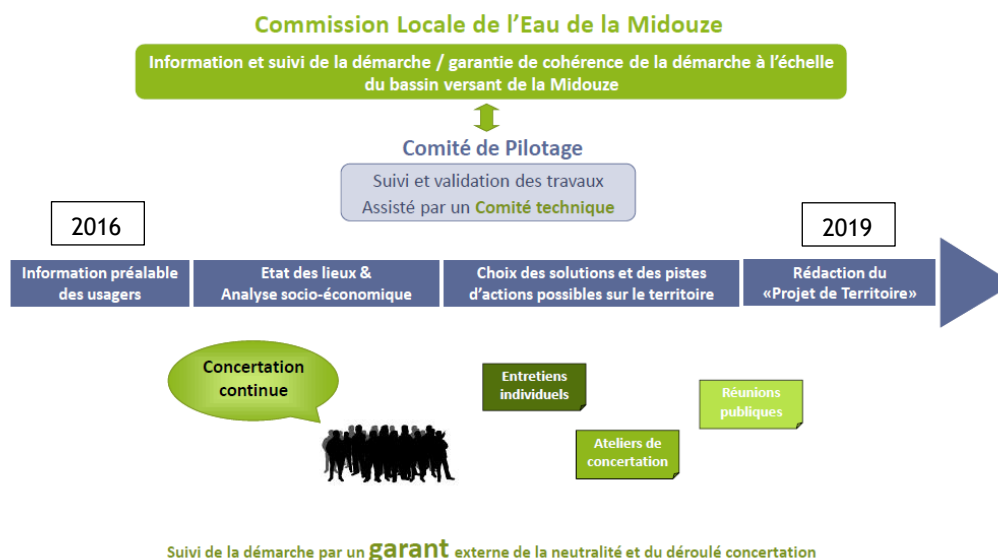 Commission Locale de l'Eau de la Midouze
Information et suivi de la démarche / garantie de cohérence de la démarche à l'échelle
du bassin versant de la Midouze
Comité de Pilotage
Suivi et validation des travaux
Assisté par un Comité technique
2016
2019
Information préalable
des usagers
Etat des lieux &
Analyse socio-économique
Choix des solutions et des pistes
d'actions possibles sur le territoire
Rédaction du
«Projet de Territoire»
Concertation
continue
Entretiens
individuels
Réunions
publiques
Ateliers de
concertation
Suivi de la démarche par un garant externe de la neutralité et du déroulé concertation